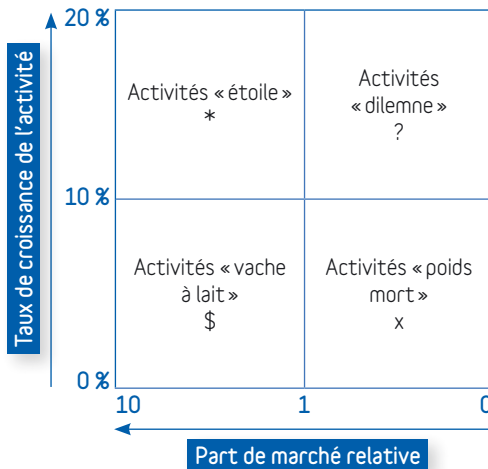 Taux de croissance de l'activité
20 %
Activités « étoile »
*
Activités
« dilemne »
?
10 %
Activités « vache
à lait »
$
Activités « poids
mort »
x
0 %
10
1
0
Part de marché relative